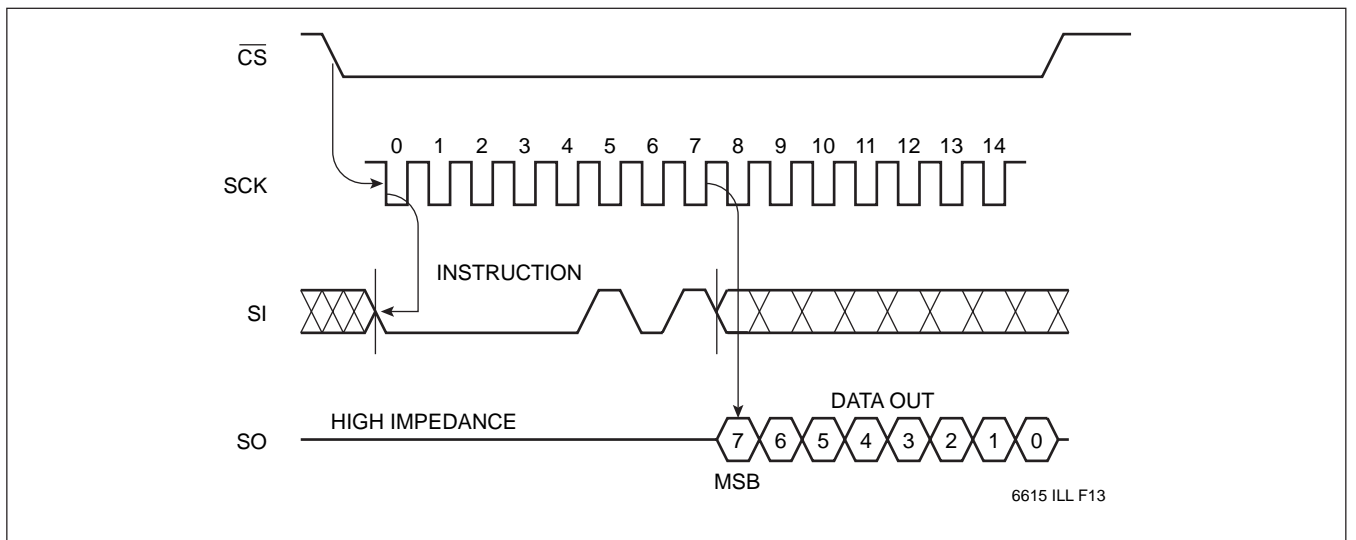 CS
0 1 2 3 4 5 6 7 8 9 10 11 12 13 14
SCK
INSTRUCTION
SI
HIGH IMPEDANCE
DATA OUT
SO
7 6 5 4 3 2 1 0
MSB
6615 ILL F13